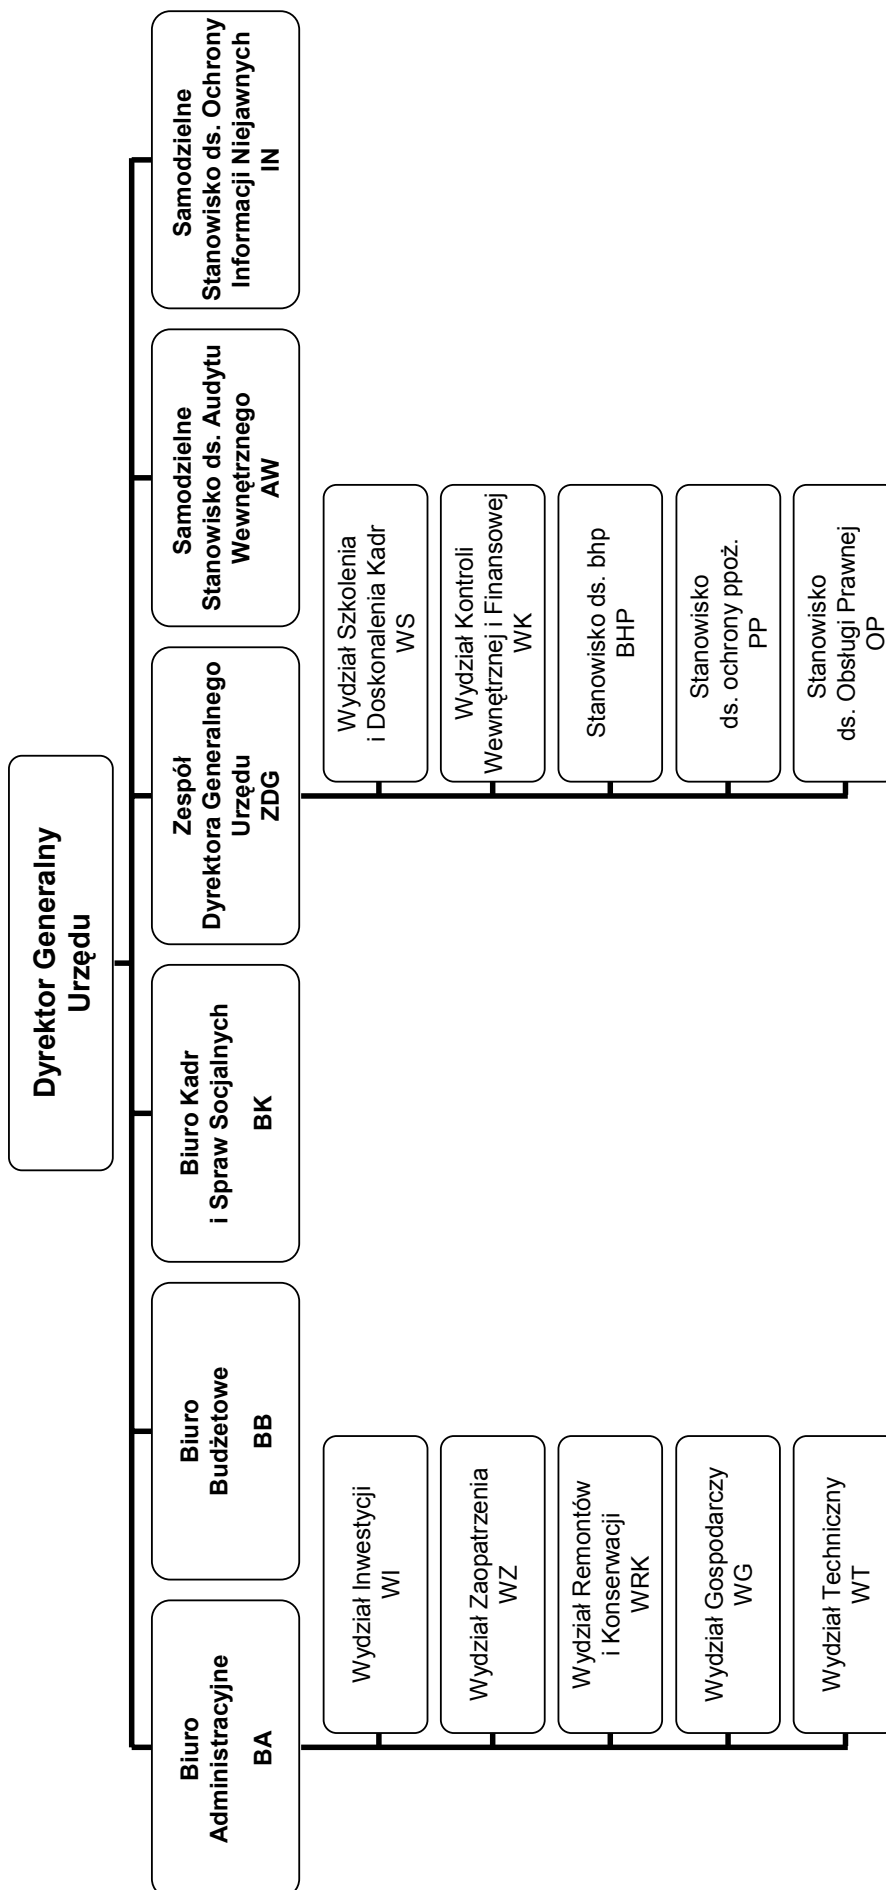 Dyrektor Generalny
Urzędu
Biuro
Administracyjne
BA
Biuro
Budżetowe
BB
Biuro Kadr
i Spraw Socjalnych
BK
Zespół
Dyrektora Generalnego
Urzędu
ZDG
Samodzielne
Stanowisko ds. Audytu
Wewnętrznego
AW
Samodzielne
Stanowisko ds. Ochrony
Informacji Niejawnych
IN
Wydział Inwestycji
WI
Wydział Zaopatrzenia
WZ
Wydział Remontów
i Konserwacji
WRK
Wydział Gospodarczy
WG
Wydział Techniczny
WT
Wydział Szkolenia
i Doskonalenia Kadr
WS
Wydział Kontroli
Wewnętrznej i Finansowej
WK
Stanowisko ds. bhp
BHP
Stanowisko
ds. ochrony ppoż.
PP
Stanowisko
ds. Obsługi Prawnej
OP